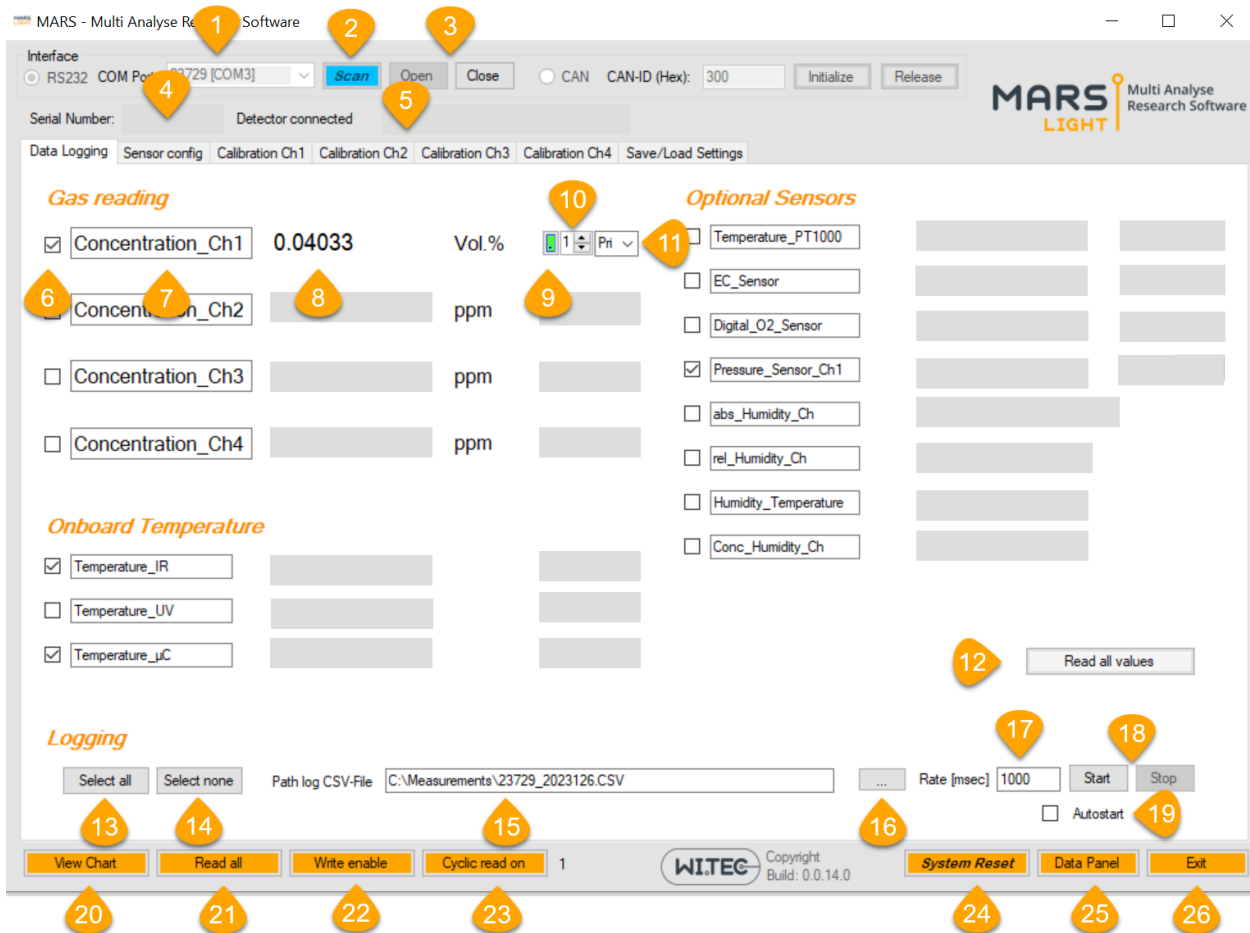 MARS - Multi Analyse Re Software
1
2
3
Interface
RS232 COM Por 23729 [COM3] Scan Open Close CAN CAN-ID (Hex): 300 Initialize Release
4
5
MARS LIGHT Multi Analyse
Research Software
Serial Number: Detector connected
Data Logging Sensor config Calibration Ch1 Calibration Ch2 Calibration Ch3 Calibration Ch4 Save/Load Settings
Gas reading
10
Optional Sensors
Concentration_Ch1 0.04033 Vol.% 1 Pri 11 Temperature_PT1000
6 7 8 9
EC_Sensor
Concen n_Ch2 ppm
Digital_O2_Sensor
Concentration_Ch3 ppm
Pressure_Sensor_Ch1
abs_Humidity_Ch
Concentration_Ch4 ppm
rel_Humidity_Ch
Humidity_Temperature
Onboard Temperature
Conc_Humidity_Ch
Temperature_IR
Temperature_UV
Temperature_µC
12 Read all values
Logging
17 18
Select all Select none Path log CSV-File C:\Measurements\23729_2023126.CSV ... Rate [msec] 1000 Start Stop
13 14 15 16 Autostart 19
View Chart Read all Write enable Cyclic read on 1 WI.TEC Copyright
Build: 0.0.14.0 System Reset Data Panel Exit
20 21 22 23 24 25 26